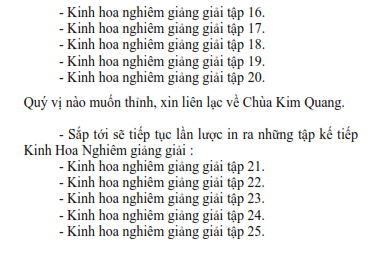 - Kinh hoa nghiêm giảng giải tập 16.
- Kinh hoa nghiêm giảng giải tập 17.
- Kinh hoa nghiêm giảng giải tập 18.
- Kinh hoa nghiêm giảng giải tập 19.
- Kinh hoa nghiêm giảng giải tập 20.
Quý vị nào muốn thỉnh, xin liên lạc về Chùa Kim Quang.
- Sắp tới sẽ tiếp tục lần lược in ra những tập kế tiếp
Kinh Hoa Nghiêm giảng giải :
- Kinh hoa nghiêm giảng giải tập 21.
- Kinh hoa nghiêm giảng giải tập 22.
- Kinh hoa nghiêm giảng giải tập 23.
- Kinh hoa nghiêm giảng giải tập 24.
- Kinh hoa nghiêm giảng giải tập 25.